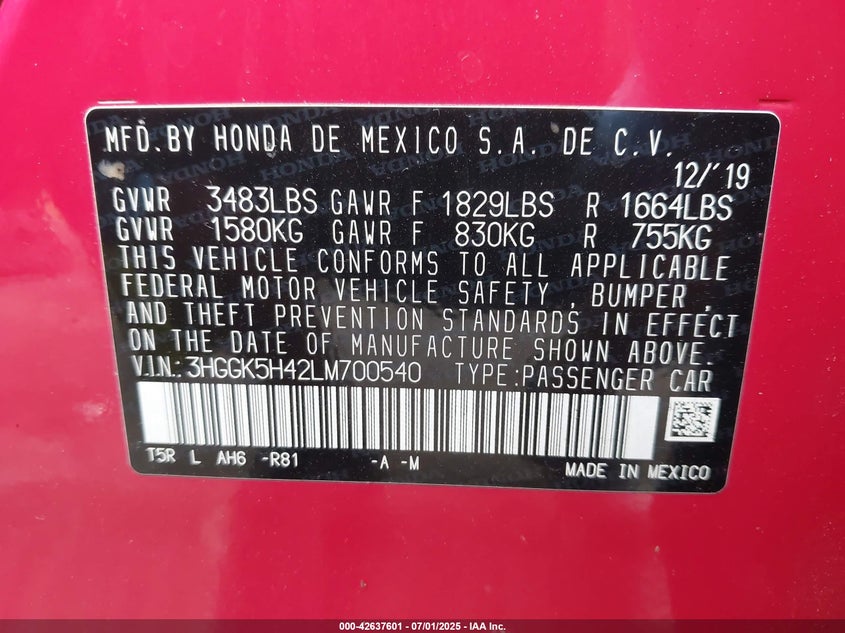 MFD.BY HONDA DE MEXICO S.A. DE C.V.
12/'19
GVWR 3483LBS GAWR F 1829LBS R 1664LBS
GVWR 1580KG GAWR F 830KG R 755KG
THIS VEHICLE CONFORMS TO ALL APPLICABLE
FEDERAL MOTOR VEHICLE SAFETY , BUMPER ,
AND THEFT PREVENTION STANDARDS IN EFFECT
ON THE DATE OF MANUFACTURE SHOWN ABOVE.
V.I.N.: 3HGGK5H42LM700540 TYPE:PASSENGER CAR
T5R L AH6 -R81 -A -M
MADE IN MEXICO
000-42637601 - 07/01/2025 - IAA Inc.